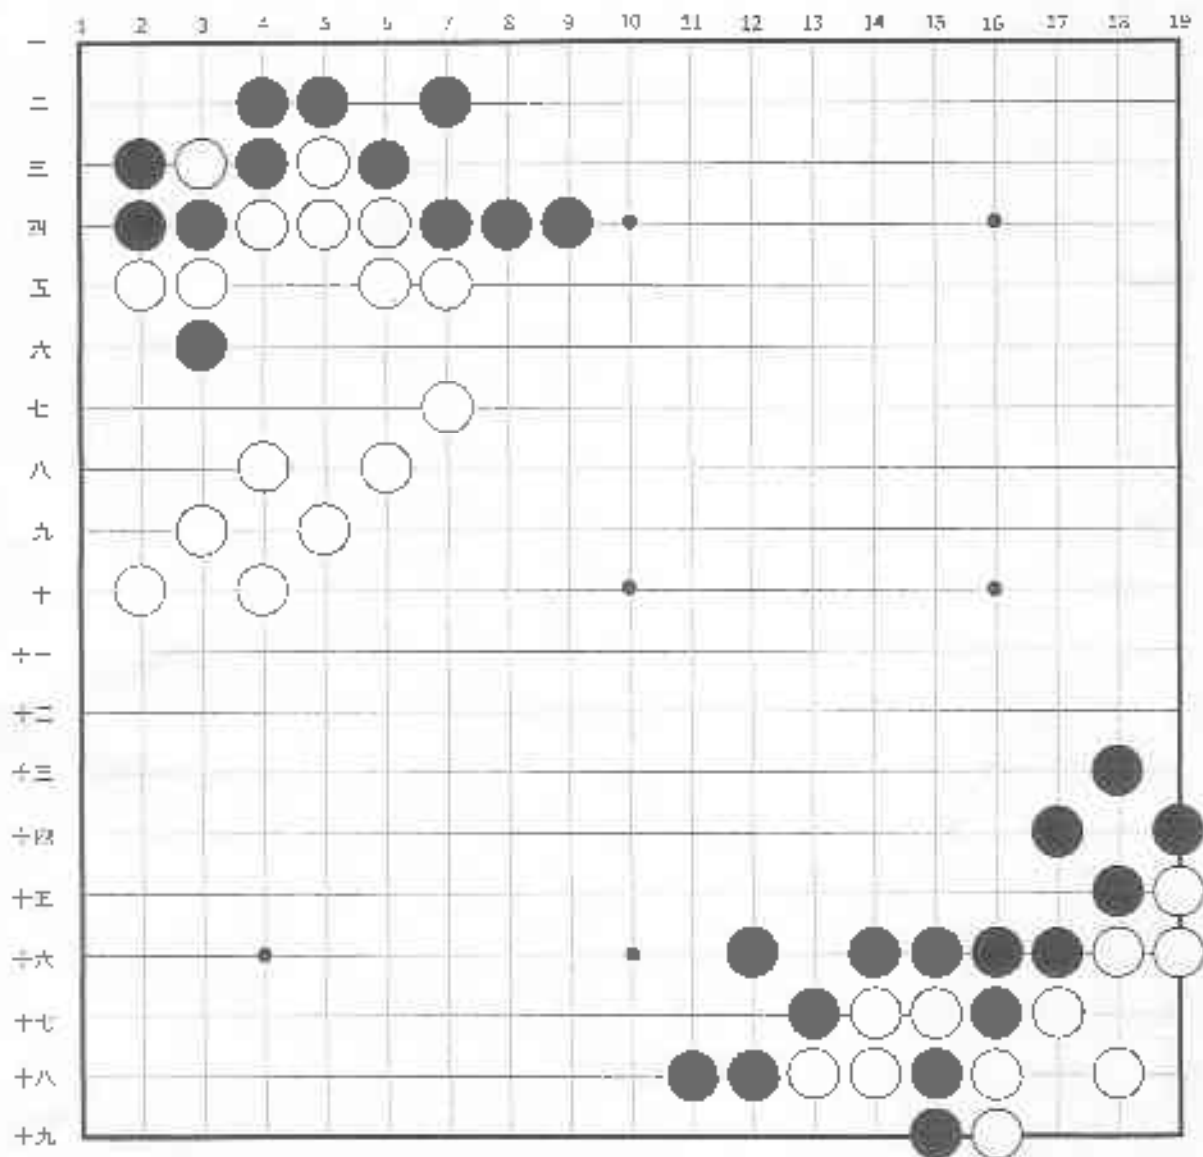 1 2 3 4 5 6 7 8 9 10 11 12 13 14 15 16 17 18 19
一
二
三
四
五
六
七
八
九
十
十一
十二
十三
十四
十五
十六
十七
十八
十九